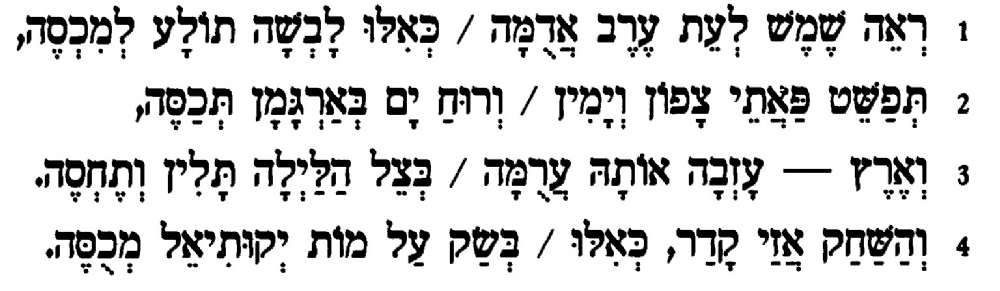 1 רְאֵה שֶׁמֶשׁ לְעֵת עֶרֶב אֲדֻמָּה / כְּאִלּוּ לָבְשָׁה תוֹלָע לְמִכְסֶה,
2 תְּפַשֵּׁט פַּאֲתֵי צָפוֹן וְיָמִין / וְרוּחַ יָם בְּאַרְגָּמָן תְּכַסֶּה,
3 וְאֶרֶץ — עָזְבָה אוֹתָהּ עֲרֻמָּה / בְּצֵל הַלַּיְלָה תָּלִין וְתֶחְסֶה.
4 וְהַשַּׁחַק אֲזַי קָדַר, כְּאִלּוּ / בְּשַׂק עַל מוֹת יְקוּתִיאֵל מְכֻסֶּה.